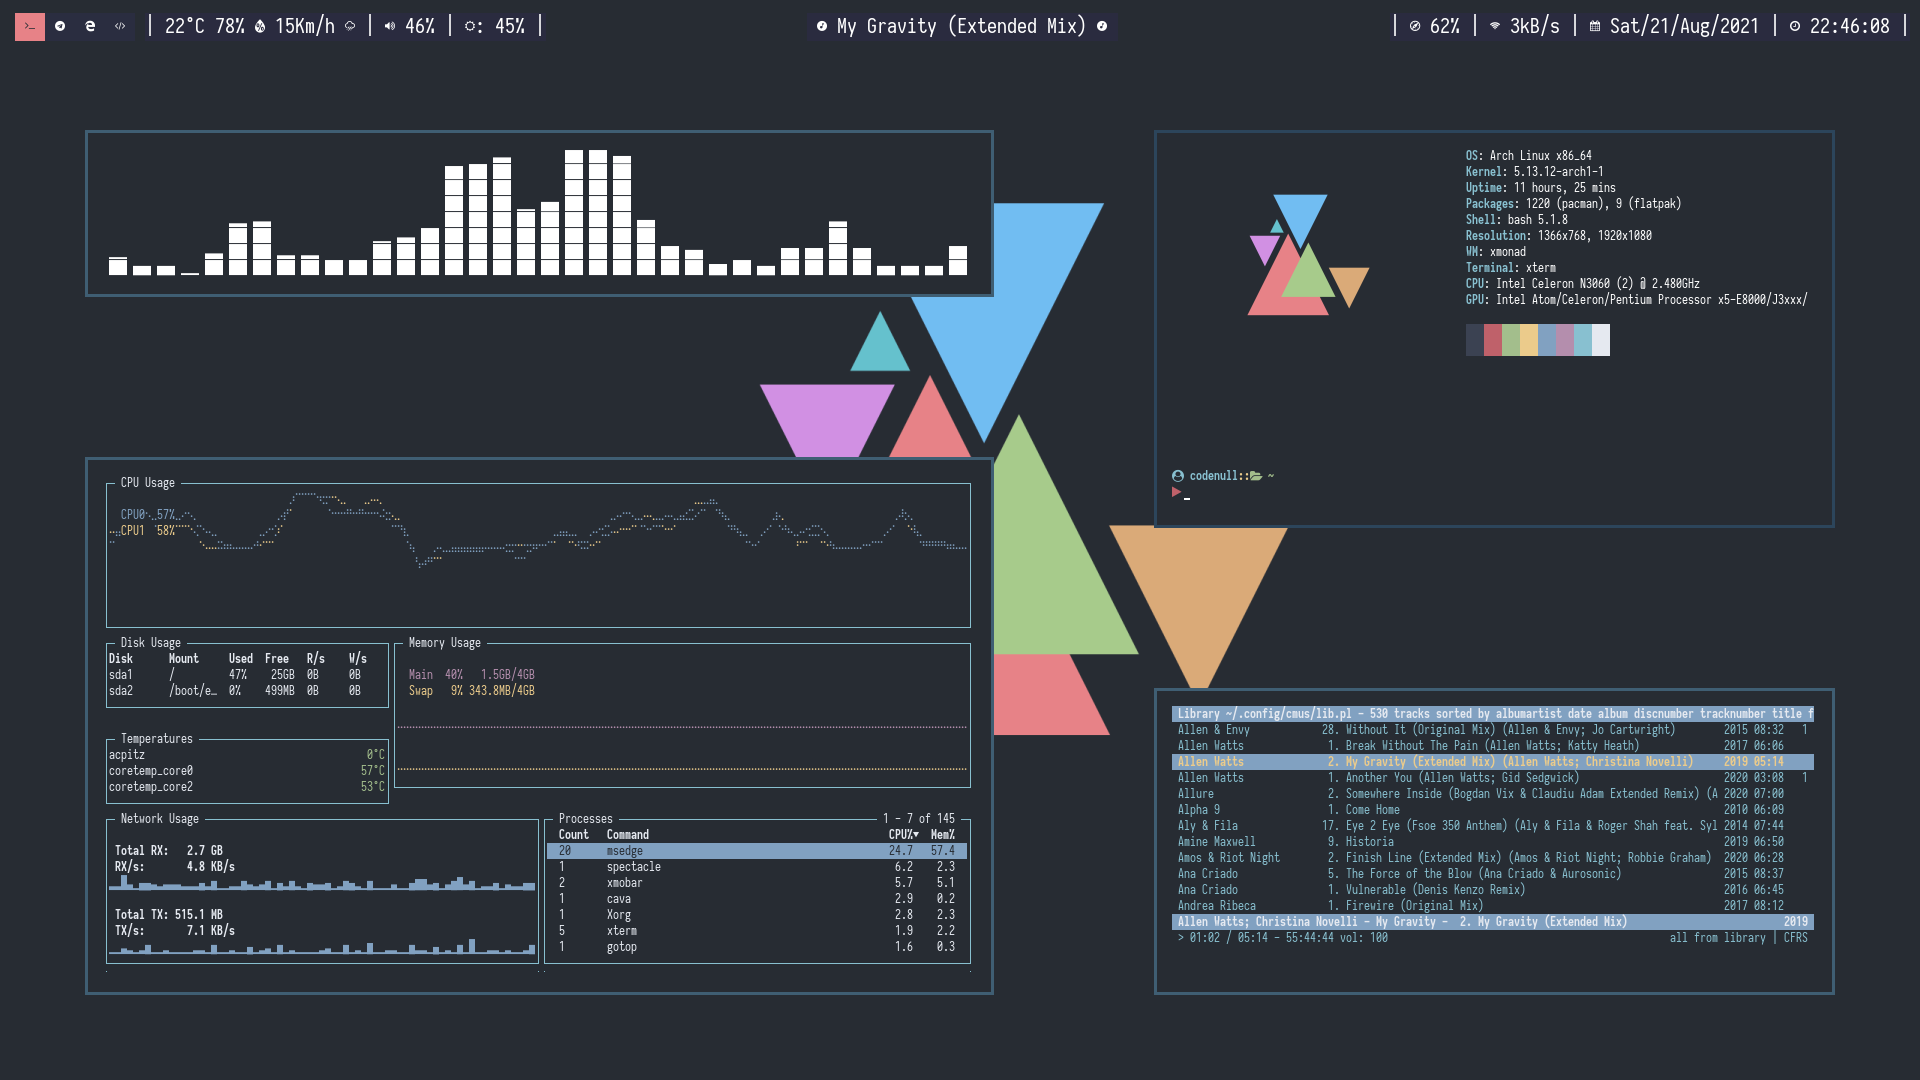 22°C 78% 15Km/h | 46% | : 45% |
My Gravity (Extended Mix)
| 62% | 3kB/s | Sat/21/Aug/2021 | 22:46:08 |
OS: Arch Linux x86_64
Kernel: 5.13.12-arch1-1
Uptime: 11 hours, 25 mins
Packages: 1220 (pacman), 9 (flatpak)
Shell: bash 5.1.8
Resolution: 1366x768, 1920x1080
WM: xmonad
Terminal: xterm
CPU: Intel Celeron N3060 (2) @ 2.480GHz
GPU: Intel Atom/Celeron/Pentium Processor x5-E8000/J3xxx/
codenull:: ~
CPU Usage
CPU0 57%
CPU1 58%
Disk Usage
Disk Mount Used Free R/s W/s
sda1 / 47% 25GB 0B 0B
sda2 /boot/e… 0% 499MB 0B 0B
Memory Usage
Main 40% 1.5GB/4GB
Swap 9% 343.8MB/4GB
Temperatures
acpitz 0°C
coretemp_core0 57°C
coretemp_core2 53°C
Network Usage
Total RX: 2.7 GB
RX/s: 4.8 KB/s
Total TX: 515.1 MB
TX/s: 7.1 KB/s
Processes 1 - 7 of 145
Count Command CPU%▾ Mem%
20 msedge 24.7 57.4
1 spectacle 6.2 2.3
2 xmobar 5.7 5.1
1 cava 2.9 0.2
1 Xorg 2.8 2.3
5 xterm 1.9 2.2
1 gotop 1.6 0.3
Library ~/.config/cmus/lib.pl - 530 tracks sorted by albumartist date album discnumber tracknumber title f
Allen & Envy 28. Without It (Original Mix) (Allen & Envy; Jo Cartwright) 2015 08:32 1
Allen Watts 1. Break Without The Pain (Allen Watts; Katty Heath) 2017 06:06
Allen Watts 2. My Gravity (Extended Mix) (Allen Watts; Christina Novelli) 2019 05:14
Allen Watts 1. Another You (Allen Watts; Gid Sedgwick) 2020 03:08 1
Allure 2. Somewhere Inside (Bogdan Vix & Claudiu Adam Extended Remix) (A 2020 07:00
Alpha 9 1. Come Home 2010 06:09
Aly & Fila 17. Eye 2 Eye (Fsoe 350 Anthem) (Aly & Fila & Roger Shah feat. Syl 2014 07:44
Amine Maxwell 9. Historia 2019 06:50
Amos & Riot Night 2. Finish Line (Extended Mix) (Amos & Riot Night; Robbie Graham) 2020 06:28
Ana Criado 5. The Force of the Blow (Ana Criado & Aurosonic) 2015 08:37
Ana Criado 1. Vulnerable (Denis Kenzo Remix) 2016 06:45
Andrea Ribeca 1. Firewire (Original Mix) 2017 08:12
Allen Watts; Christina Novelli - My Gravity - 2. My Gravity (Extended Mix) 2019
> 01:02 / 05:14 - 55:44:44 vol: 100 all from library | CFRS